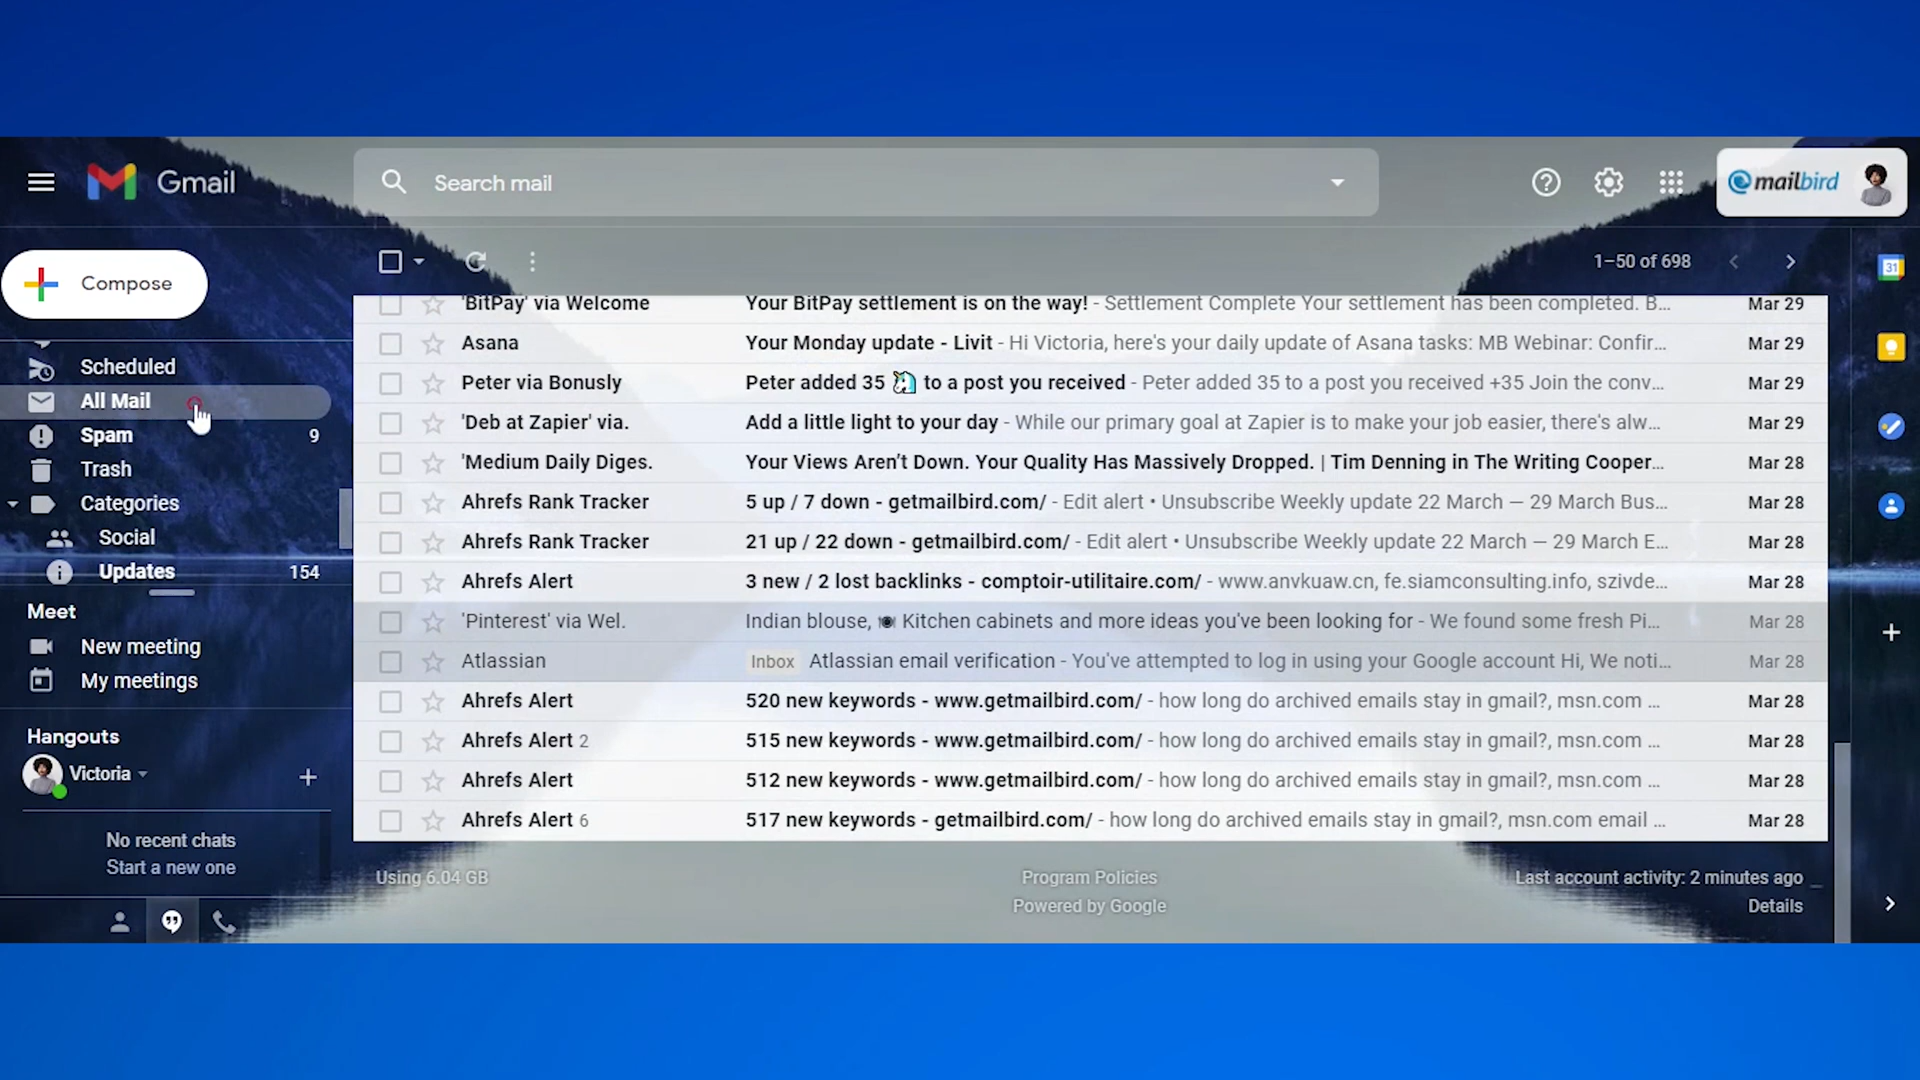 Gmail
Search mail
mailbird
Compose
1–50 of 698
31
Scheduled
All Mail
Spam 9
Trash
Categories
Social
Updates 154
Meet
New meeting
My meetings
Hangouts
Victoria
No recent chats
Start a new one
'BitPay' via Welcome Your BitPay settlement is on the way! - Settlement Complete Your settlement has been completed. B... Mar 29
Asana Your Monday update - Livit - Hi Victoria, here's your daily update of Asana tasks: MB Webinar: Confir... Mar 29
Peter via Bonusly Peter added 35 🦄 to a post you received - Peter added 35 to a post you received +35 Join the conv... Mar 29
'Deb at Zapier' via. Add a little light to your day - While our primary goal at Zapier is to make your job easier, there's alw... Mar 29
'Medium Daily Diges. Your Views Aren’t Down. Your Quality Has Massively Dropped. | Tim Denning in The Writing Cooper... Mar 28
Ahrefs Rank Tracker 5 up / 7 down - getmailbird.com/ - Edit alert • Unsubscribe Weekly update 22 March — 29 March Bus... Mar 28
Ahrefs Rank Tracker 21 up / 22 down - getmailbird.com/ - Edit alert • Unsubscribe Weekly update 22 March — 29 March E... Mar 28
Ahrefs Alert 3 new / 2 lost backlinks - comptoir-utilitaire.com/ - www.anvkuaw.cn, fe.siamconsulting.info, szivde... Mar 28
'Pinterest' via Wel. Indian blouse, 🍽 Kitchen cabinets and more ideas you've been looking for - We found some fresh Pi... Mar 28
Atlassian Inbox Atlassian email verification - You've attempted to log in using your Google account Hi, We noti... Mar 28
Ahrefs Alert 520 new keywords - www.getmailbird.com/ - how long do archived emails stay in gmail?, msn.com ... Mar 28
Ahrefs Alert 2 515 new keywords - www.getmailbird.com/ - how long do archived emails stay in gmail?, msn.com ... Mar 28
Ahrefs Alert 512 new keywords - www.getmailbird.com/ - how long do archived emails stay in gmail?, msn.com ... Mar 28
Ahrefs Alert 6 517 new keywords - getmailbird.com/ - how long do archived emails stay in gmail?, msn.com email ... Mar 28
Using 6.04 GB
Program Policies
Powered by Google
Last account activity: 2 minutes ago
Details